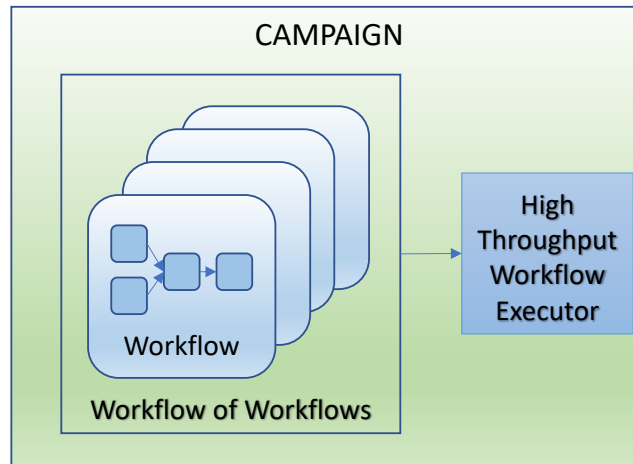 CAMPAIGN
High
Throughput
Workflow
Executor
Workflow
Workflow of Workflows